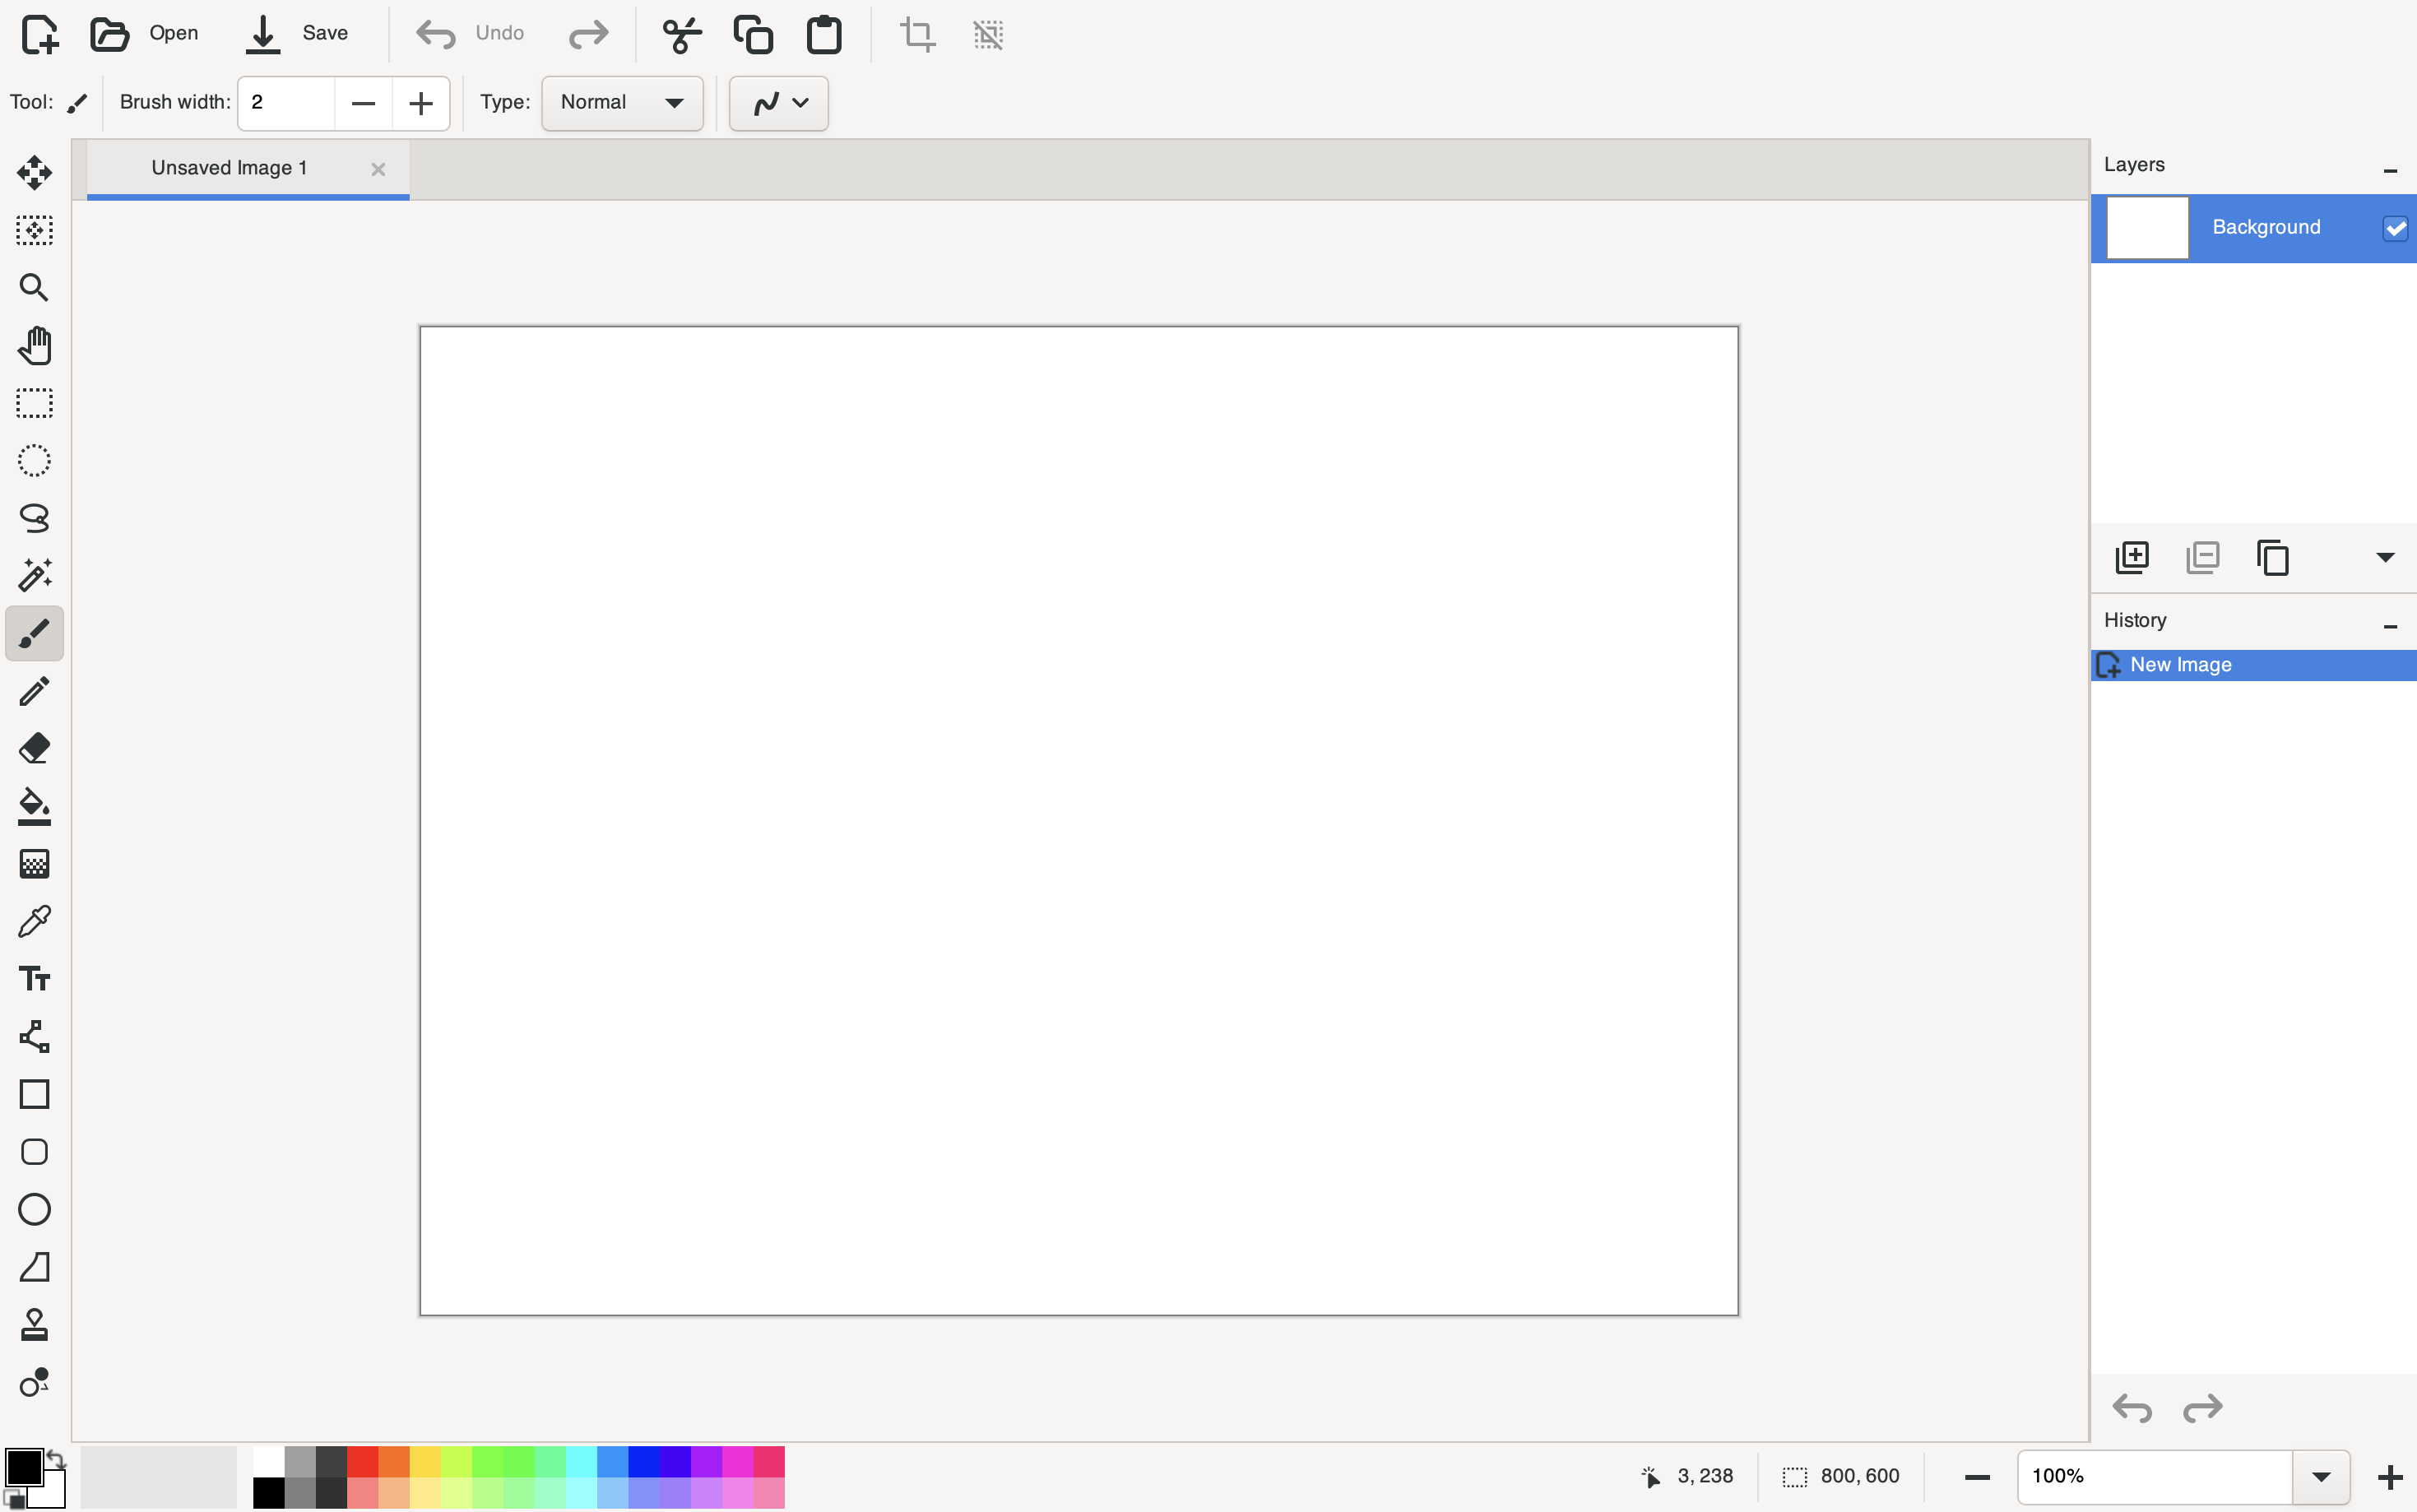 Open Save Undo
Tool: Brush width: 2 Type: Normal
Unsaved Image 1
Layers
Background
History
New Image
3, 238 800, 600 100%